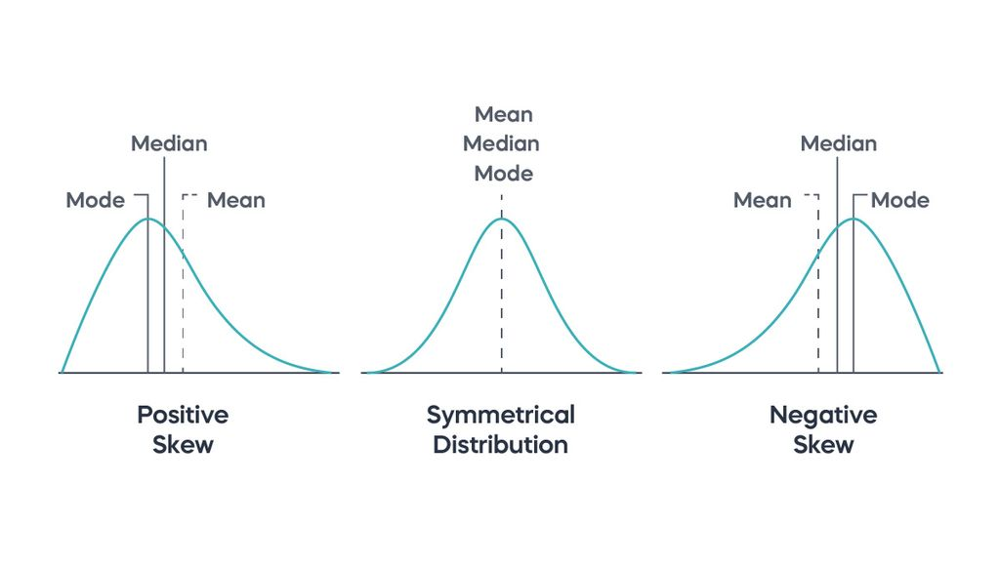 Median
Mode
Mean
Positive
Skew
Mean
Median
Mode
Symmetrical
Distribution
Median
Mean
Mode
Negative
Skew